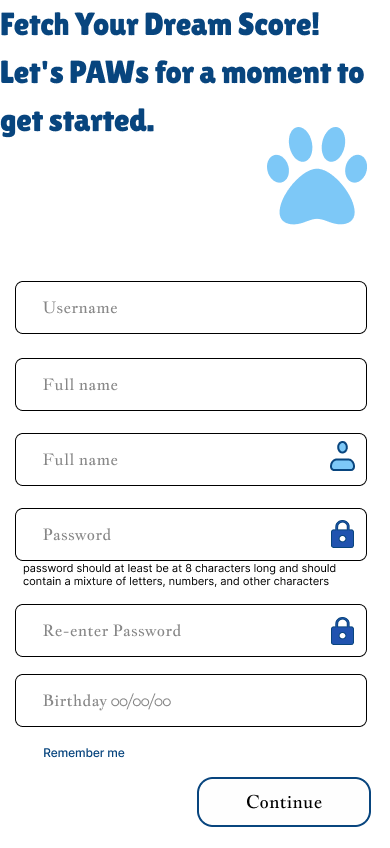 Fetch Your Dream Score!
Let's PAWs for a moment to
get started.
Username
Full name
Full name
Password
password should at least be at 8 characters long and should
contain a mixture of letters, numbers, and other characters
Re-enter Password
Birthday 00/00/00
Remember me
Continue